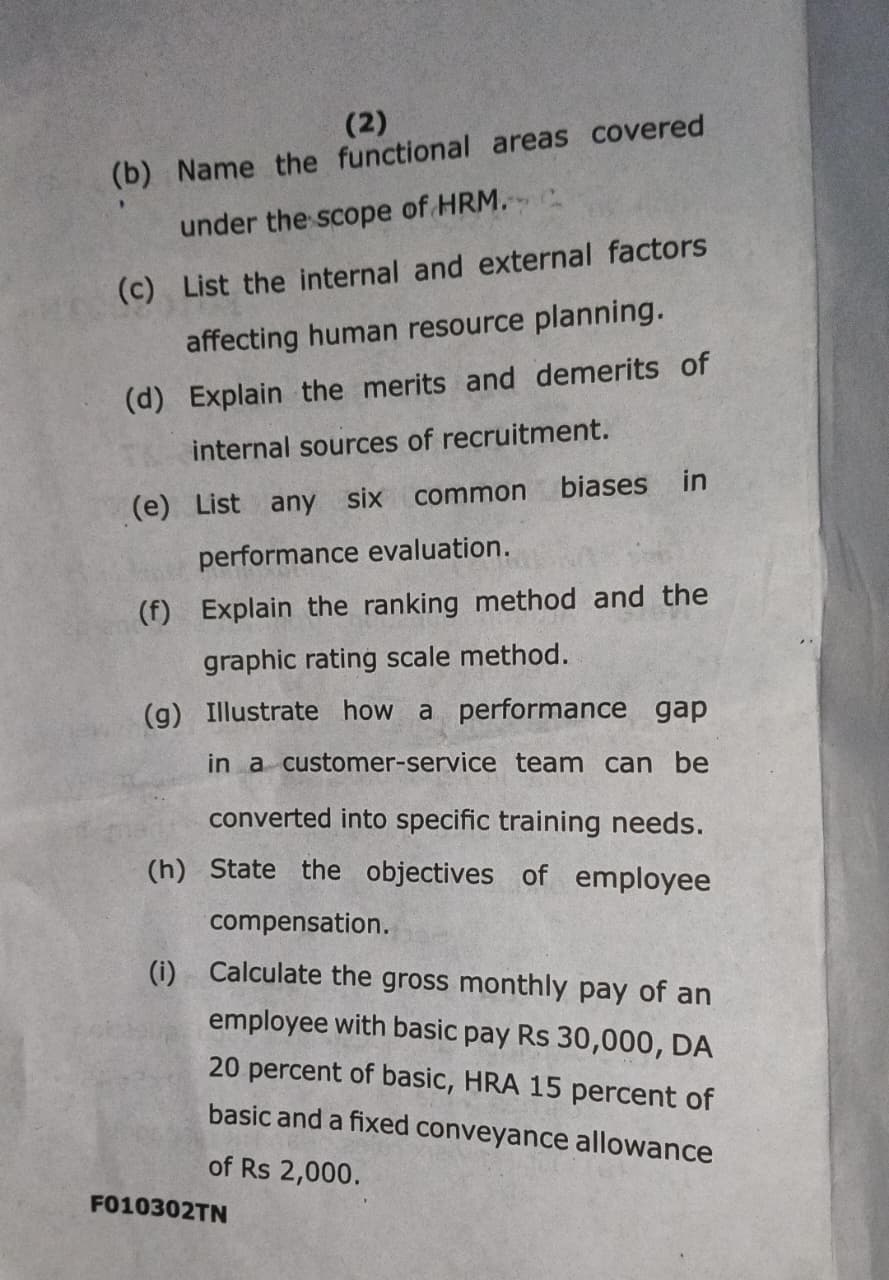 (2)
(b) Name the functional areas covered
under the scope of HRM.
(c) List the internal and external factors
affecting human resource planning.
(d) Explain the merits and demerits of
internal sources of recruitment.
(e) List any six common biases in
performance evaluation.
(f) Explain the ranking method and the
graphic rating scale method.
(g) Illustrate how a performance gap
in a customer-service team can be
converted into specific training needs.
(h) State the objectives of employee
compensation.
(i) Calculate the gross monthly pay of an
employee with basic pay Rs 30,000, DA
20 percent of basic, HRA 15 percent of
basic and a fixed conveyance allowance
of Rs 2,000.
F010302TN